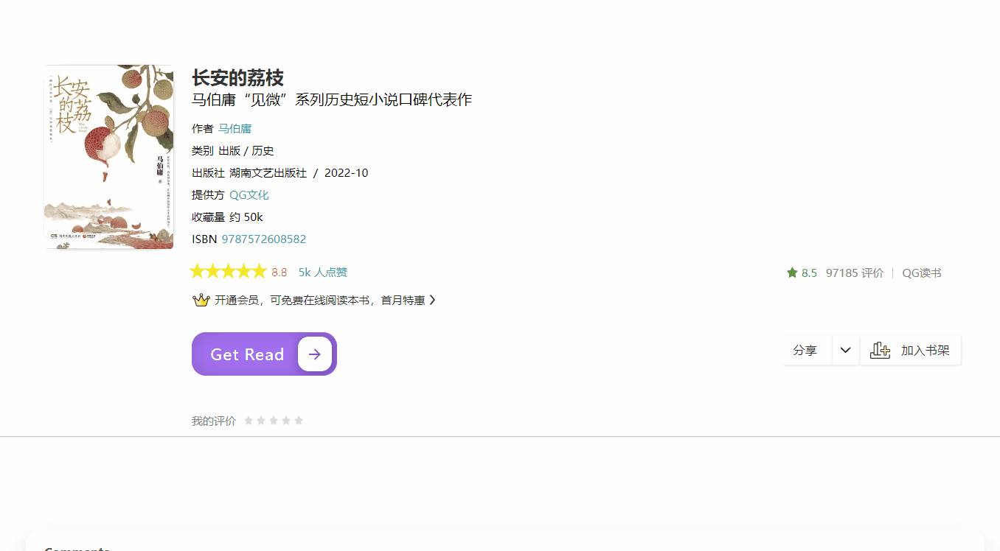 长安的荔枝
马伯庸
著
长安的荔枝
马伯庸“见微”系列历史短小说口碑代表作
作者 马伯庸
类别 出版 / 历史
出版社 湖南文艺出版社 / 2022-10
提供方 QG文化
收藏量 约 50k
ISBN 9787572608582
8.8 5k 人点赞
8.5 97185 评价 | QG读书
开通会员，可免费在线阅读本书，首月特惠
Get Read
分享
加入书架
我的评价
Comments